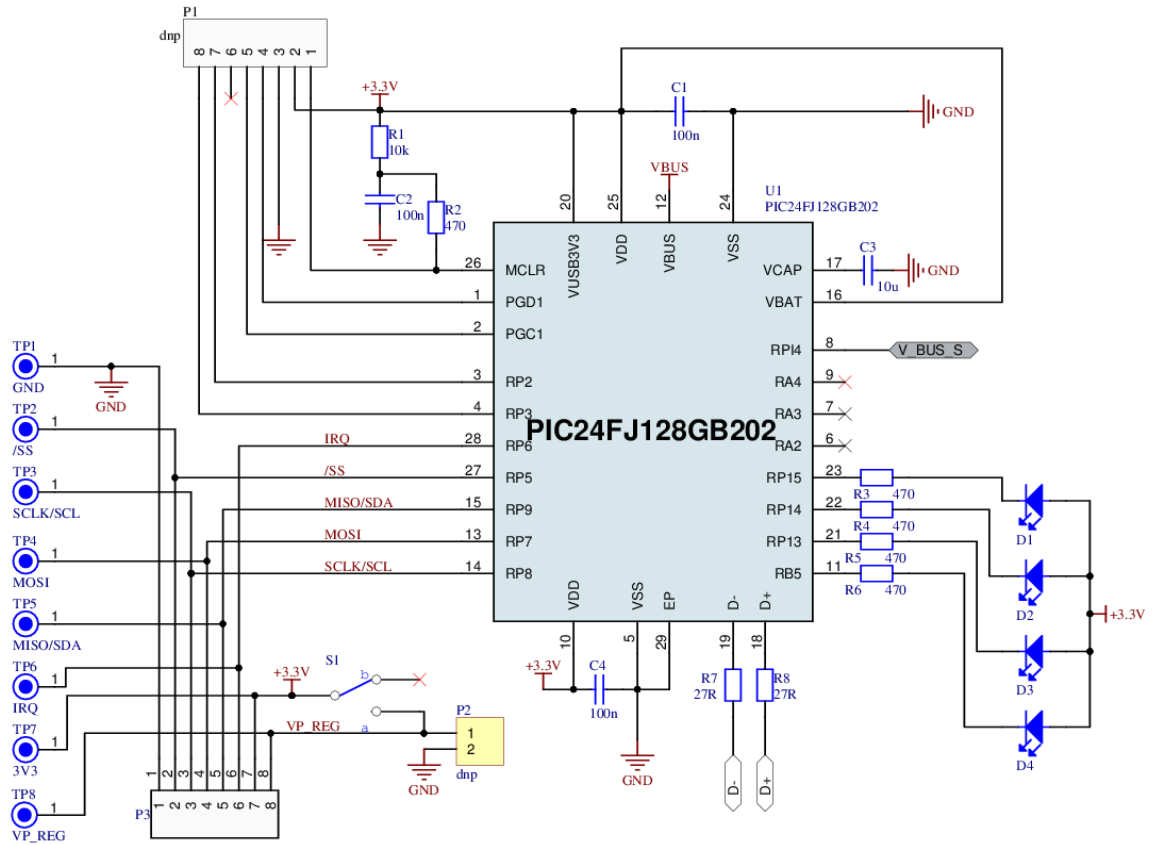 P1
dnp
8 7 6 5 4 3 2 1
+3.3V
R1
10k
C2
100n
R2
470
C1
100n
GND
VBUS
U1
PIC24FJ128GB202
20 25 12 24
VUSB3V3 VDD VBUS VSS
26 MCLR
1 PGD1
2 PGC1
3 RP2
4 RP3
28 RP6
27 RP5
15 RP9
13 RP7
14 RP8
IRQ
/SS
MISO/SDA
MOSI
SCLK/SCL
PIC24FJ128GB202
VCAP 17
VBAT 16
RPI4 8
RA4 9
RA3 7
RA2 6
RP15 23
RP14 22
RP13 21
RB5 11
C3
10u
GND
V_BUS_S
R3 470
R4 470
R5 470
R6 470
D1
D2
D3
D4
+3.3V
VDD VSS EP D- D+
10 5 29 19 18
+3.3V
C4
100n
GND
R7
27R
R8
27R
D- D+
TP1
1
GND
GND
TP2
1
/SS
TP3
1
SCLK/SCL
TP4
1
MOSI
TP5
1
MISO/SDA
TP6
1
IRQ
TP7
1
3V3
TP8
1
VP_REG
+3.3V
S1
b
a
VP_REG
P2
1
2
dnp
GND
1 2 3 4 5 6 7 8
P3
1 2 3 4 5 6 7 8